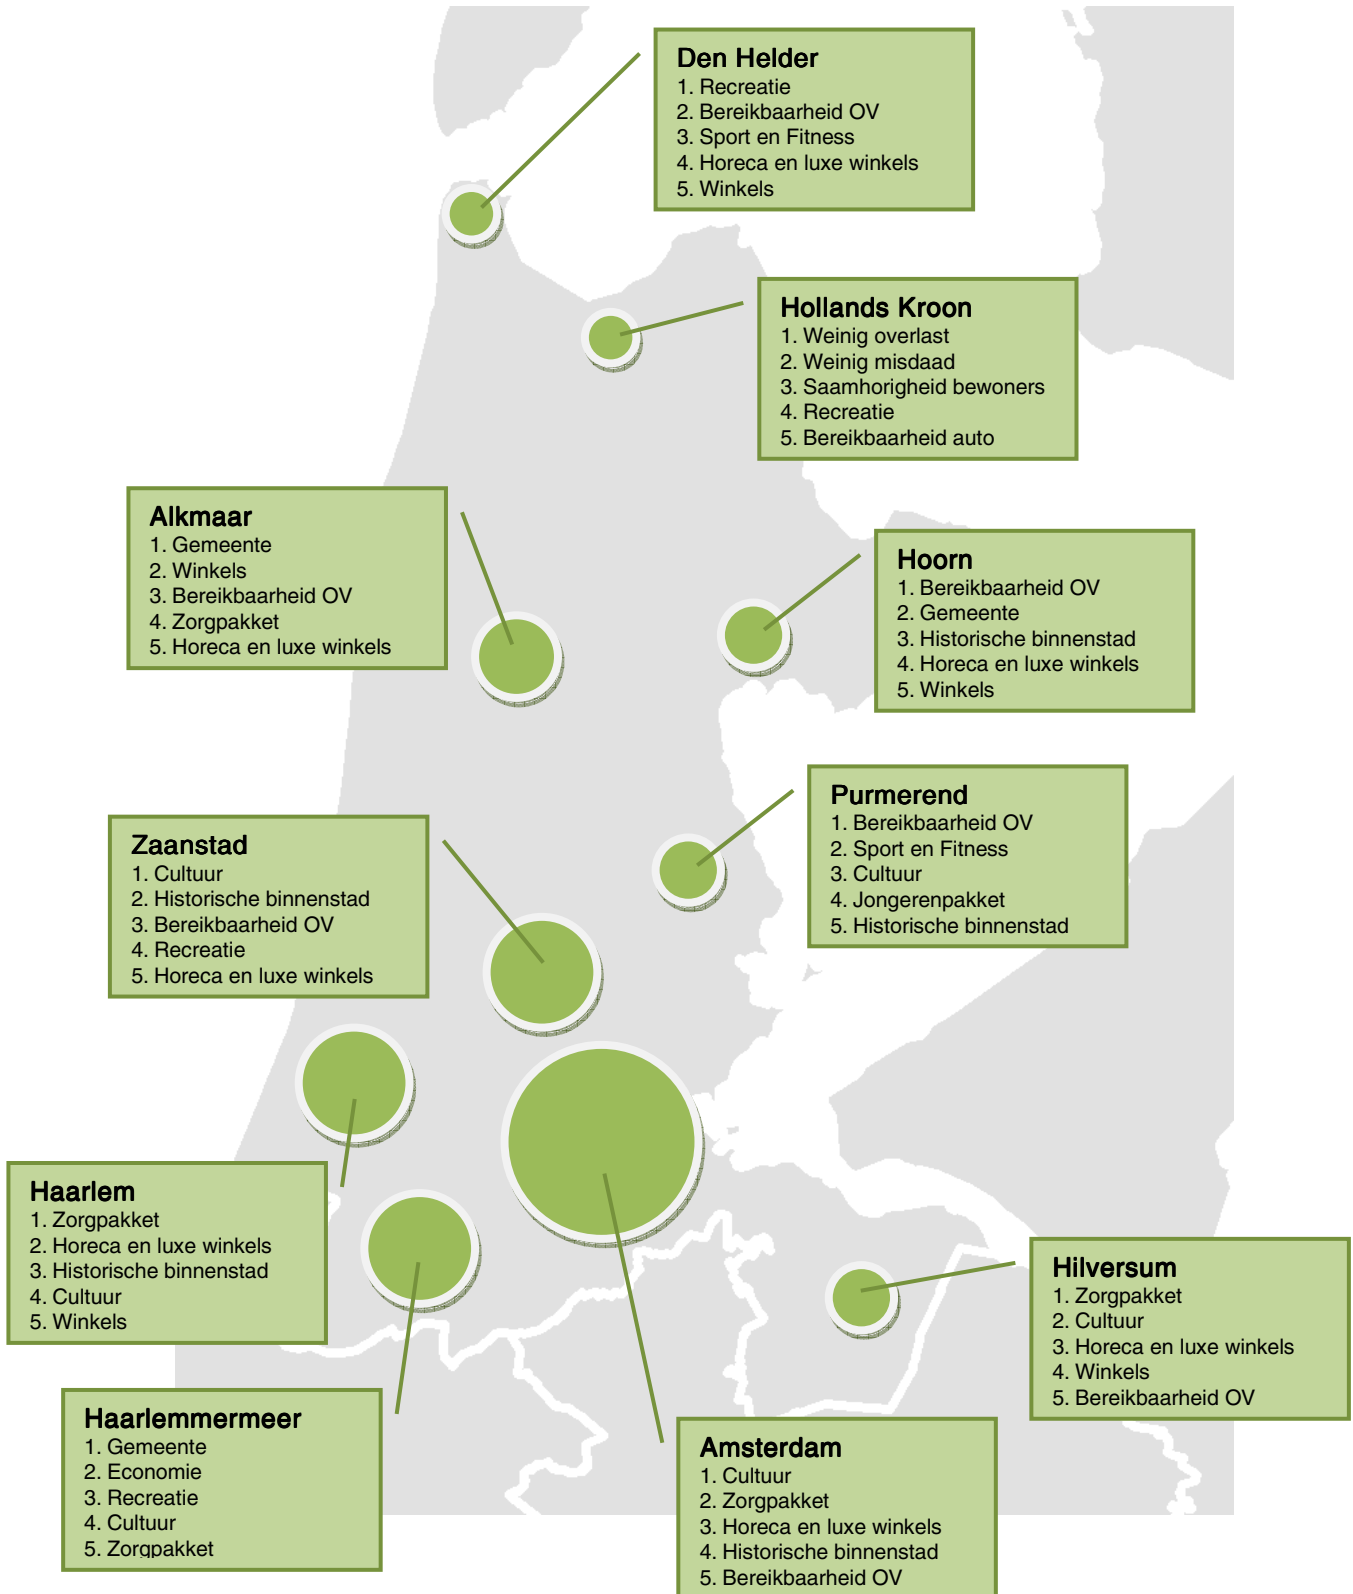 Den Helder
1. Recreatie
2. Bereikbaarheid OV
3. Sport en Fitness
4. Horeca en luxe winkels
5. Winkels
Hollands Kroon
1. Weinig overlast
2. Weinig misdaad
3. Saamhorigheid bewoners
4. Recreatie
5. Bereikbaarheid auto
Alkmaar
1. Gemeente
2. Winkels
3. Bereikbaarheid OV
4. Zorgpakket
5. Horeca en luxe winkels
Hoorn
1. Bereikbaarheid OV
2. Gemeente
3. Historische binnenstad
4. Horeca en luxe winkels
5. Winkels
Purmerend
1. Bereikbaarheid OV
2. Sport en Fitness
3. Cultuur
4. Jongerenpakket
5. Historische binnenstad
Zaanstad
1. Cultuur
2. Historische binnenstad
3. Bereikbaarheid OV
4. Recreatie
5. Horeca en luxe winkels
Haarlem
1. Zorgpakket
2. Horeca en luxe winkels
3. Historische binnenstad
4. Cultuur
5. Winkels
Hilversum
1. Zorgpakket
2. Cultuur
3. Horeca en luxe winkels
4. Winkels
5. Bereikbaarheid OV
Haarlemmermeer
1. Gemeente
2. Economie
3. Recreatie
4. Cultuur
5. Zorgpakket
Amsterdam
1. Cultuur
2. Zorgpakket
3. Horeca en luxe winkels
4. Historische binnenstad
5. Bereikbaarheid OV